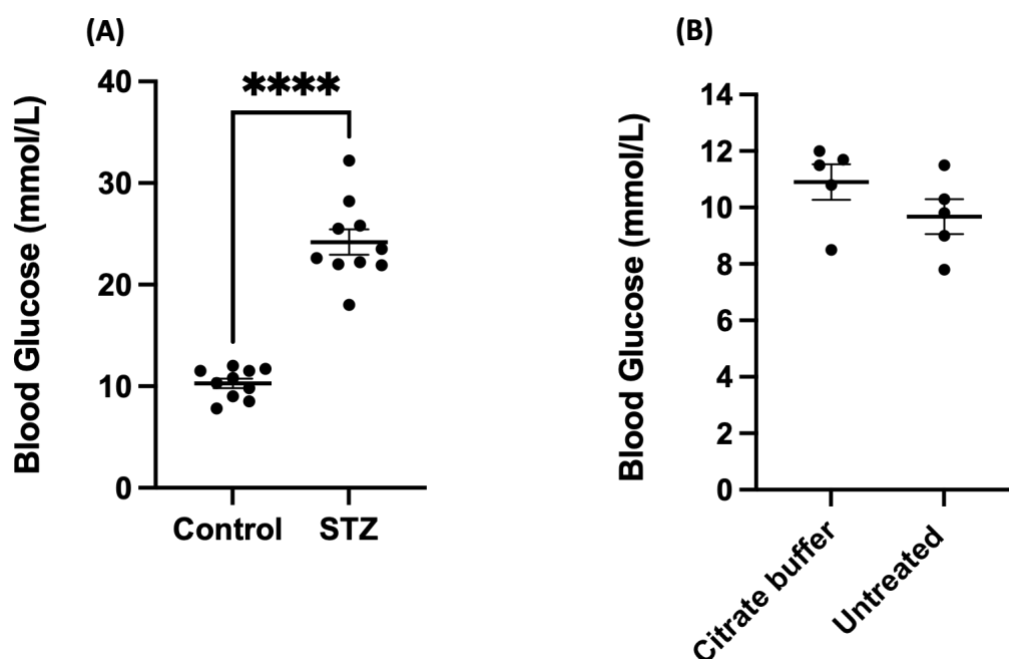 (A)
Blood Glucose (mmol/L)
40
30
20
10
0
****
Control STZ
(B)
Blood Glucose (mmol/L)
14
12
10
8
6
4
2
0
Citrate buffer
Untreated